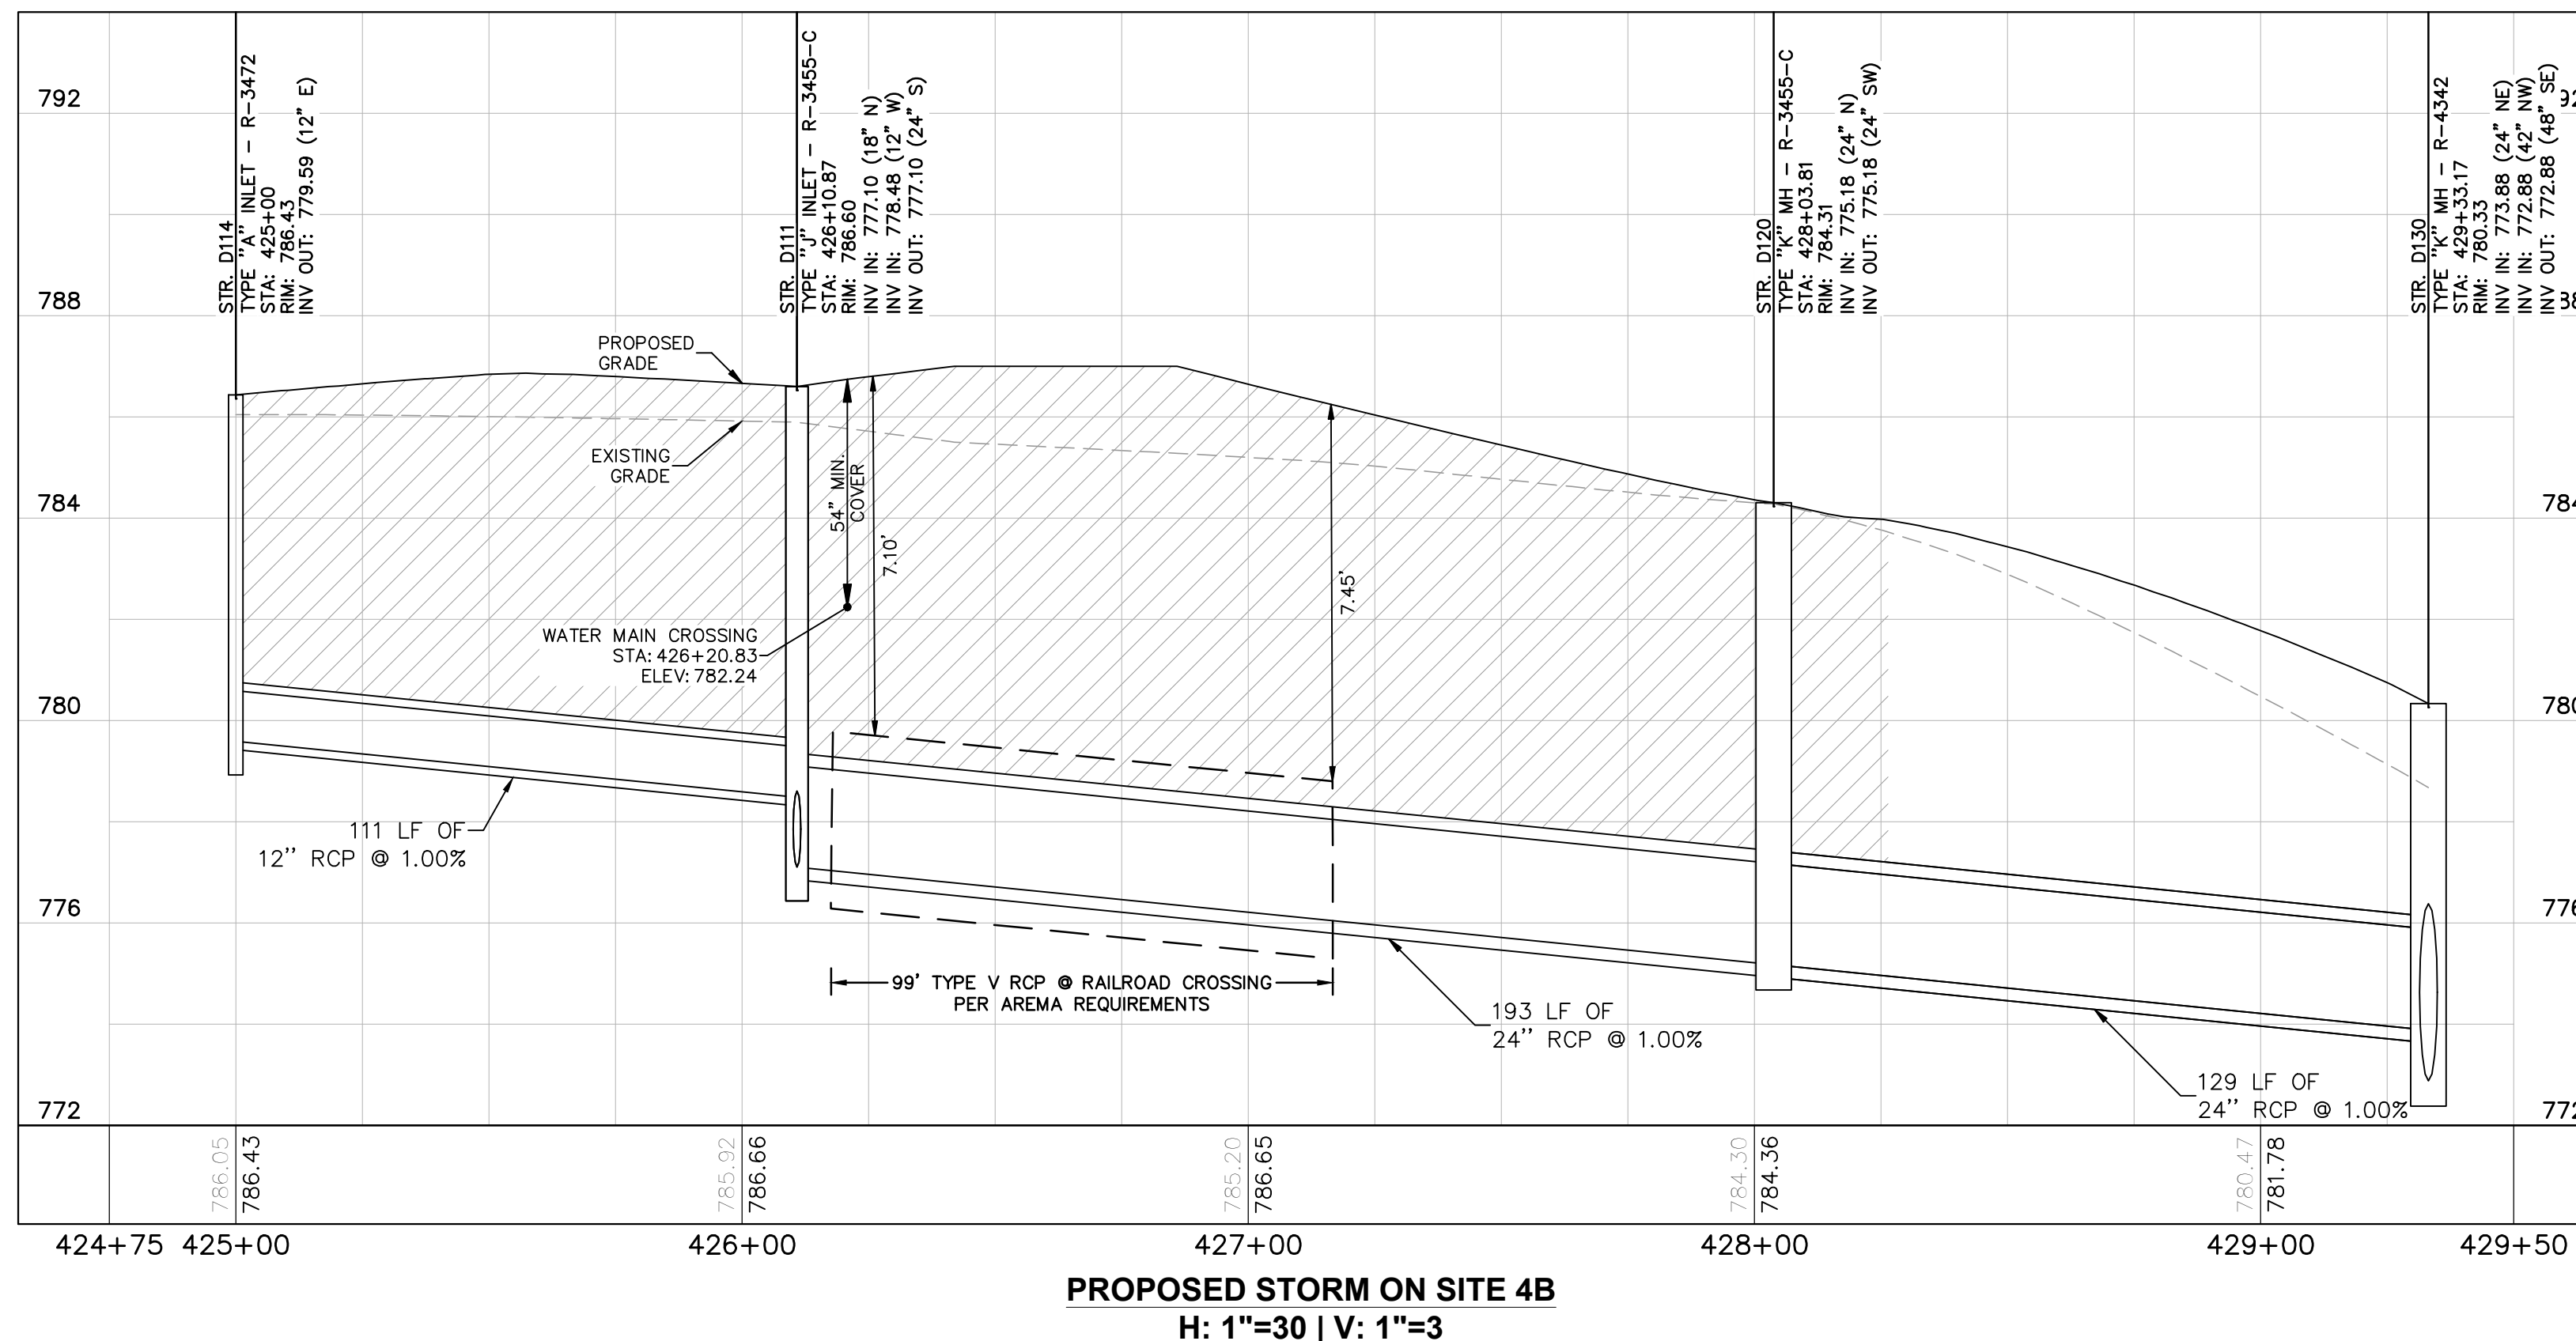 STR. D114
TYPE "A" INLET - R-3472
STA: 425+00
RIM: 786.43
INV OUT: 779.59 (12" E)
STR. D111
TYPE "J" INLET - R-3455-C
STA: 426+10.87
RIM: 786.60
INV IN: 777.10 (18" N)
INV IN: 778.48 (12" W)
INV OUT: 777.10 (24" S)
STR. D120
TYPE "K" MH - R-3455-C
STA: 428+03.81
RIM: 784.31
INV IN: 775.18 (24" N)
INV OUT: 775.18 (24" SW)
STR. D130
TYPE "K" MH - R-4342
STA: 429+33.17
RIM: 780.33
INV IN: 773.88 (24" NE)
INV IN: 772.88 (42" NW)
INV OUT: 772.88 (48" SE)
792
788
784
780
776
772
PROPOSED
GRADE
EXISTING
GRADE
54" MIN.
COVER
7.10'
7.45'
WATER MAIN CROSSING
STA: 426+20.83
ELEV: 782.24
111 LF OF
12'' RCP @ 1.00%
99' TYPE V RCP @ RAILROAD CROSSING
PER AREMA REQUIREMENTS
193 LF OF
24'' RCP @ 1.00%
129 LF OF
24'' RCP @ 1.00%
784
776
786.05
786.43
785.92
786.66
785.20
786.65
784.30
784.36
780.47
781.78
424+75 425+00 426+00 427+00 428+00 429+00 429+50
PROPOSED STORM ON SITE 4B
H: 1"=30 | V: 1"=3